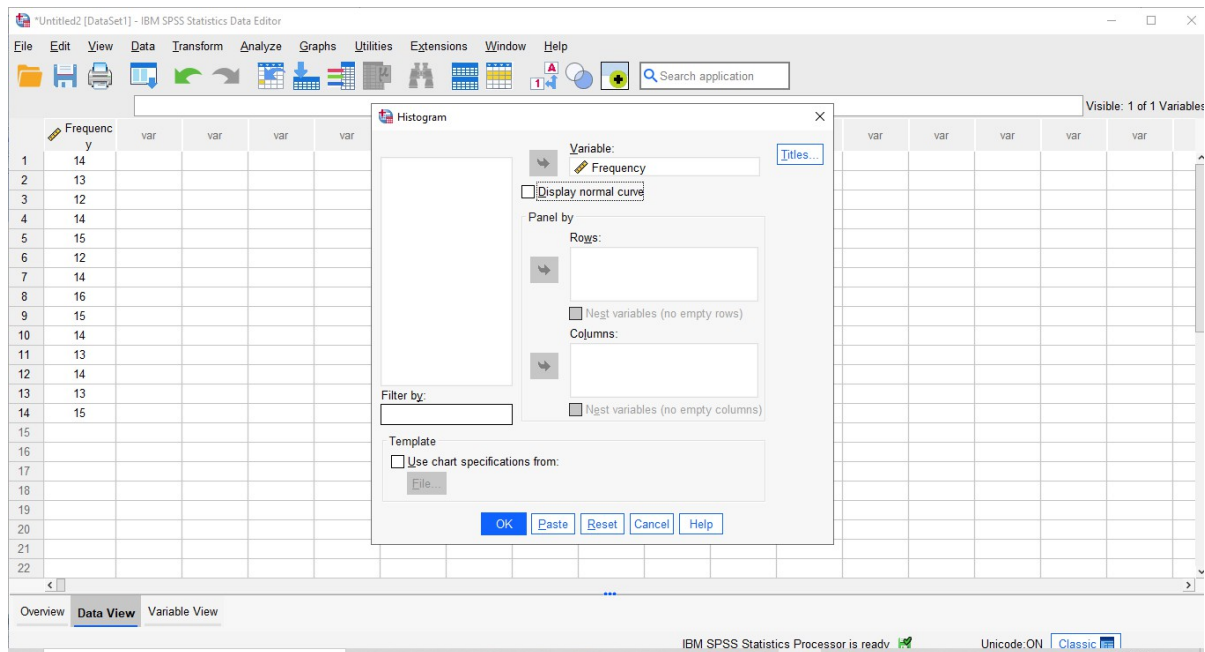 *Untitled2 [DataSet1] - IBM SPSS Statistics Data Editor
File Edit View Data Transform Analyze Graphs Utilities Extensions Window Help
Search application
Visible: 1 of 1 Variables
Frequenc
y
var var var var var var var var var
Histogram
Variable:
Frequency
Titles...
Display normal curve
Panel by
Rows:
Nest variables (no empty rows)
Columns:
Nest variables (no empty columns)
Filter by:
Template
Use chart specifications from:
File...
OK Paste Reset Cancel Help
1 14
2 13
3 12
4 14
5 15
6 12
7 14
8 16
9 15
10 14
11 13
12 14
13 13
14 15
15
16
17
18
19
20
21
22
Overview Data View Variable View
IBM SPSS Statistics Processor is ready Unicode:ON Classic